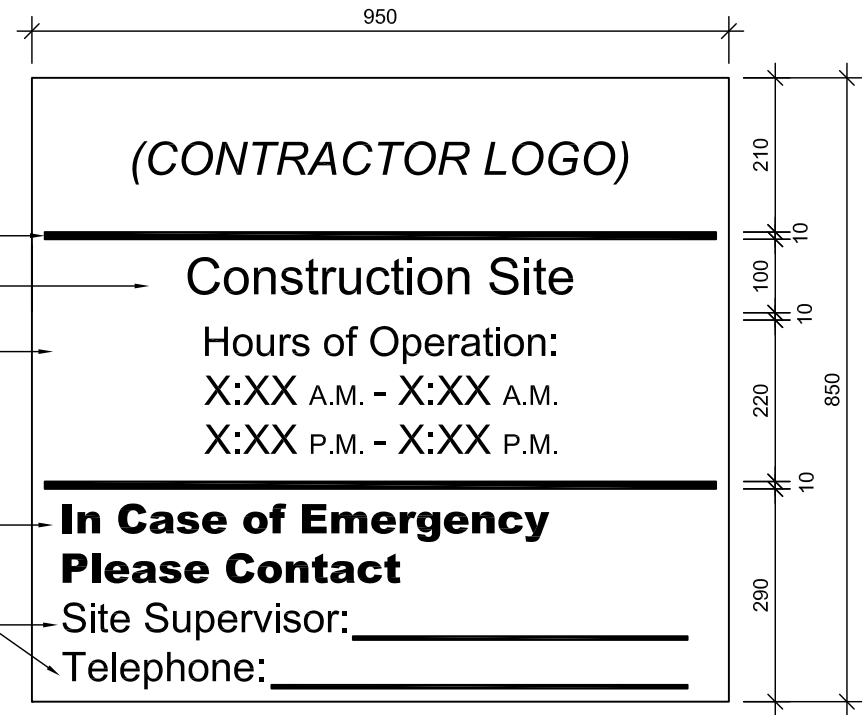 950
(CONTRACTOR LOGO)
210
10
Construction Site
100
10
Hours of Operation:
X:XX A.M. - X:XX A.M.
X:XX P.M. - X:XX P.M.
220
850
10
In Case of Emergency
Please Contact
290
Site Supervisor:
Telephone: